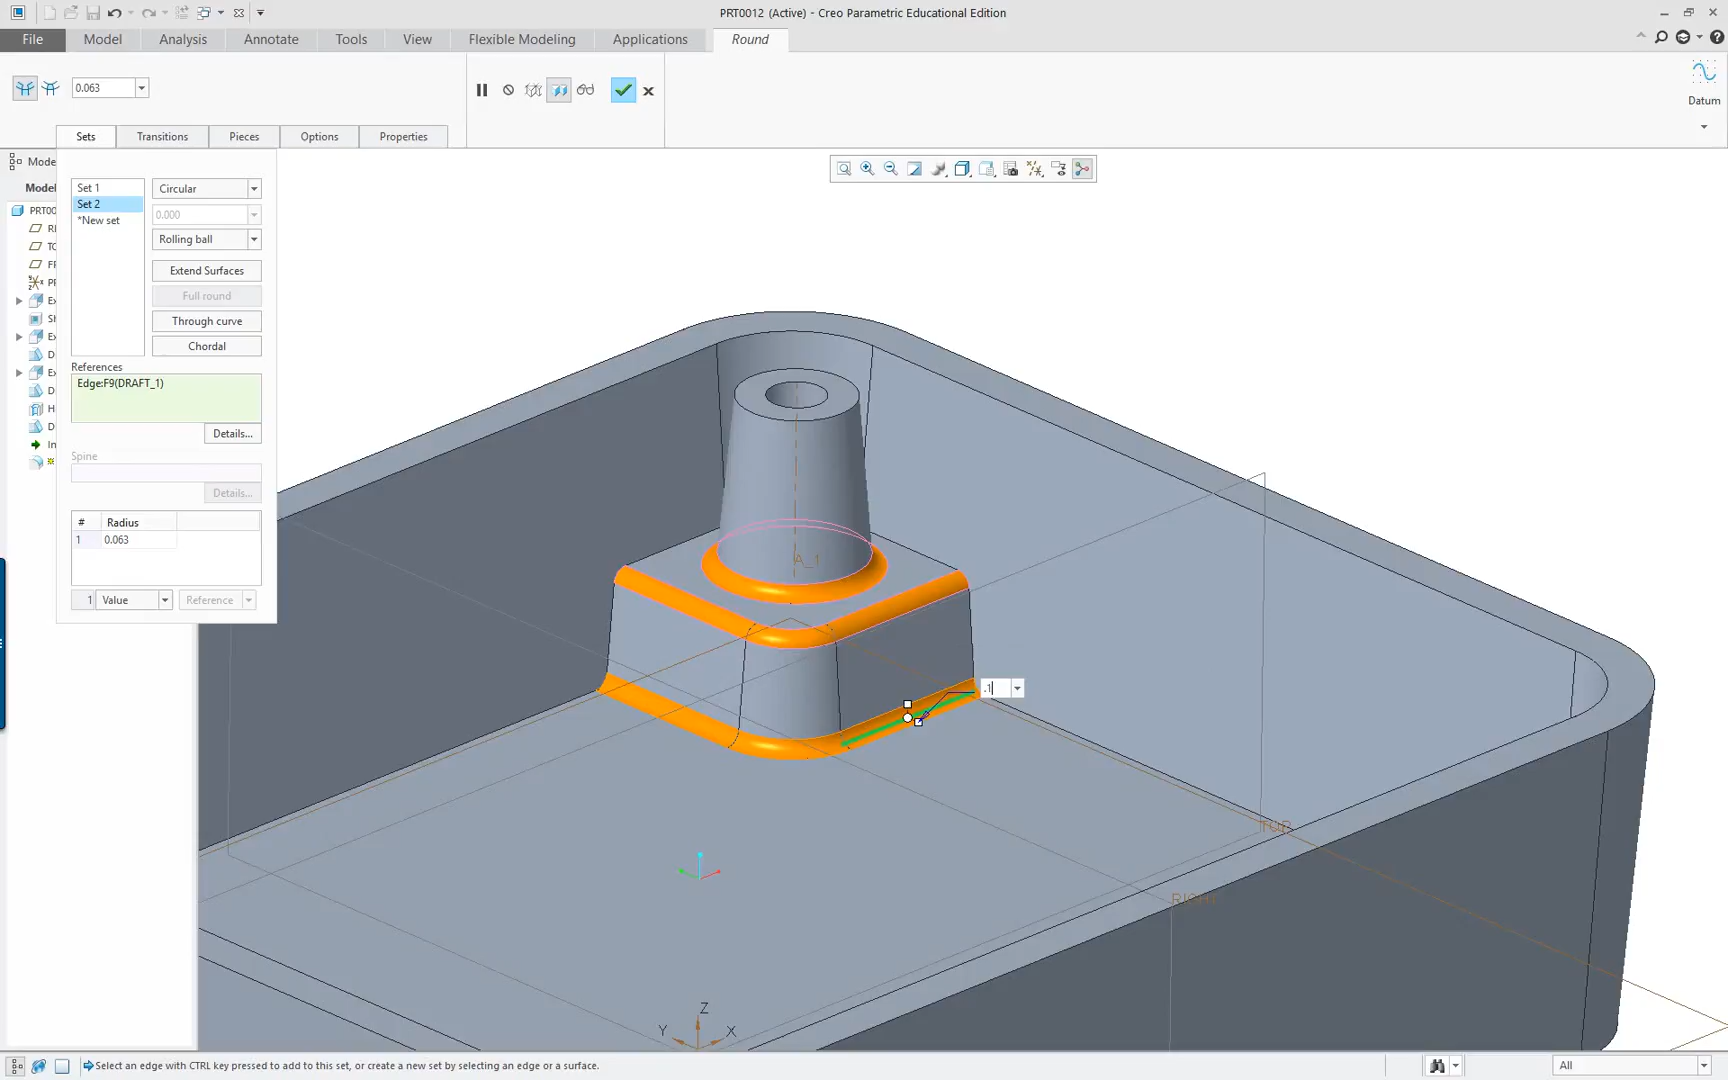 PRT0012 (Active) - Creo Parametric Educational Edition
File Model Analysis Annotate Tools View Flexible Modeling Applications Round
0.063
Datum
Sets Transitions Pieces Options Properties
Mode
Model
PRT00
Set 1
Set 2
*New set
Circular
0.000
Rolling ball
Extend Surfaces
Full round
Through curve
Chordal
References
Edge:F9(DRAFT_1)
Details...
Spine
Details...
# Radius
1 0.063
1 Value Reference
A_1
.1
TOP
RIGHT
Z
Y X
Select an edge with CTRL key pressed to add to this set, or create a new set by selecting an edge or a surface.
All